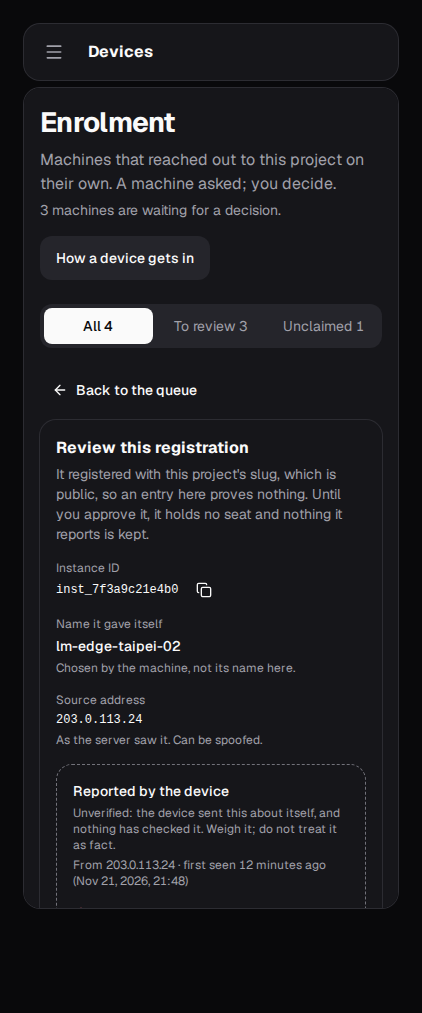 Devices
Enrolment
Machines that reached out to this project on
their own. A machine asked; you decide.
3 machines are waiting for a decision.
How a device gets in
All 4
To review 3
Unclaimed 1
Back to the queue
Review this registration
It registered with this project's slug, which is
public, so an entry here proves nothing. Until
you approve it, it holds no seat and nothing it
reports is kept.
Instance ID
inst_7f3a9c21e4b0
Name it gave itself
lm-edge-taipei-02
Chosen by the machine, not its name here.
Source address
203.0.113.24
As the server saw it. Can be spoofed.
Reported by the device
Unverified: the device sent this about itself, and
nothing has checked it. Weigh it; do not treat it
as fact.
From 203.0.113.24 · first seen 12 minutes ago
(Nov 21, 2026, 21:48)